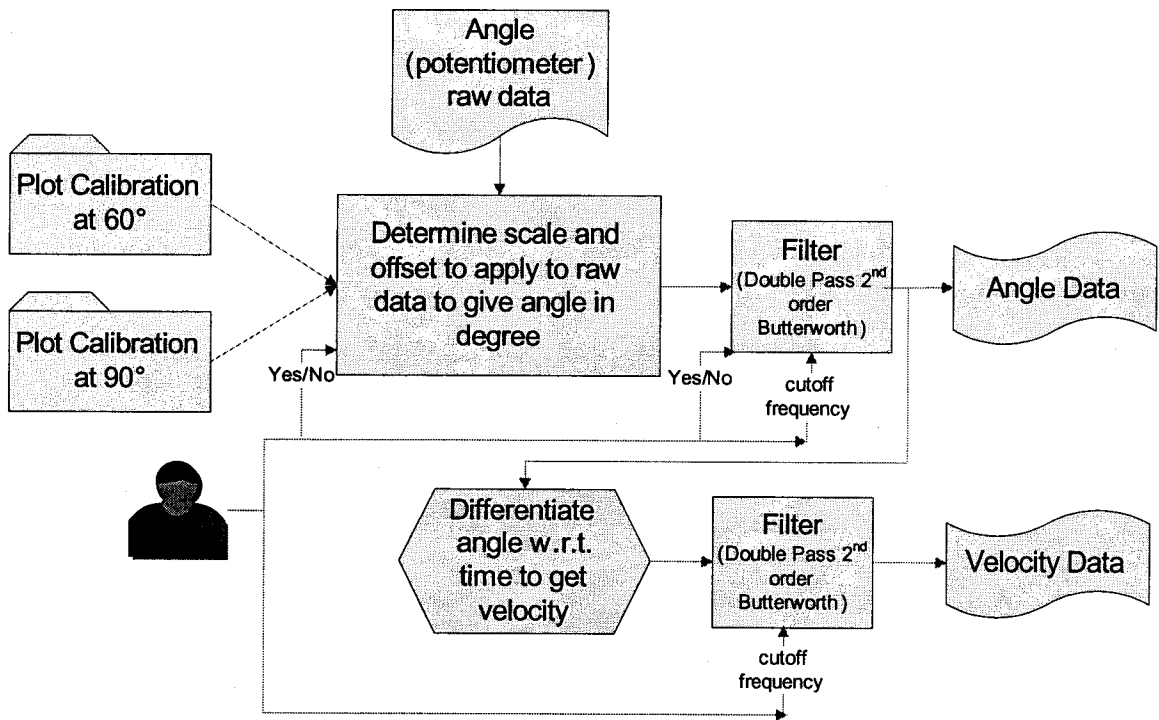 Angle
(potentiometer)
raw data
Plot Calibration
at 60°
Plot Calibration
at 90°
Determine scale and
offset to apply to raw
data to give angle in
degree
Yes/No
Filter
(Double Pass 2nd
order
Butterworth)
Yes/No
cutoff
frequency
Angle Data
Differentiate
angle w.r.t.
time to get
velocity
Filter
(Double Pass 2nd
order
Butterworth)
cutoff
frequency
Velocity Data